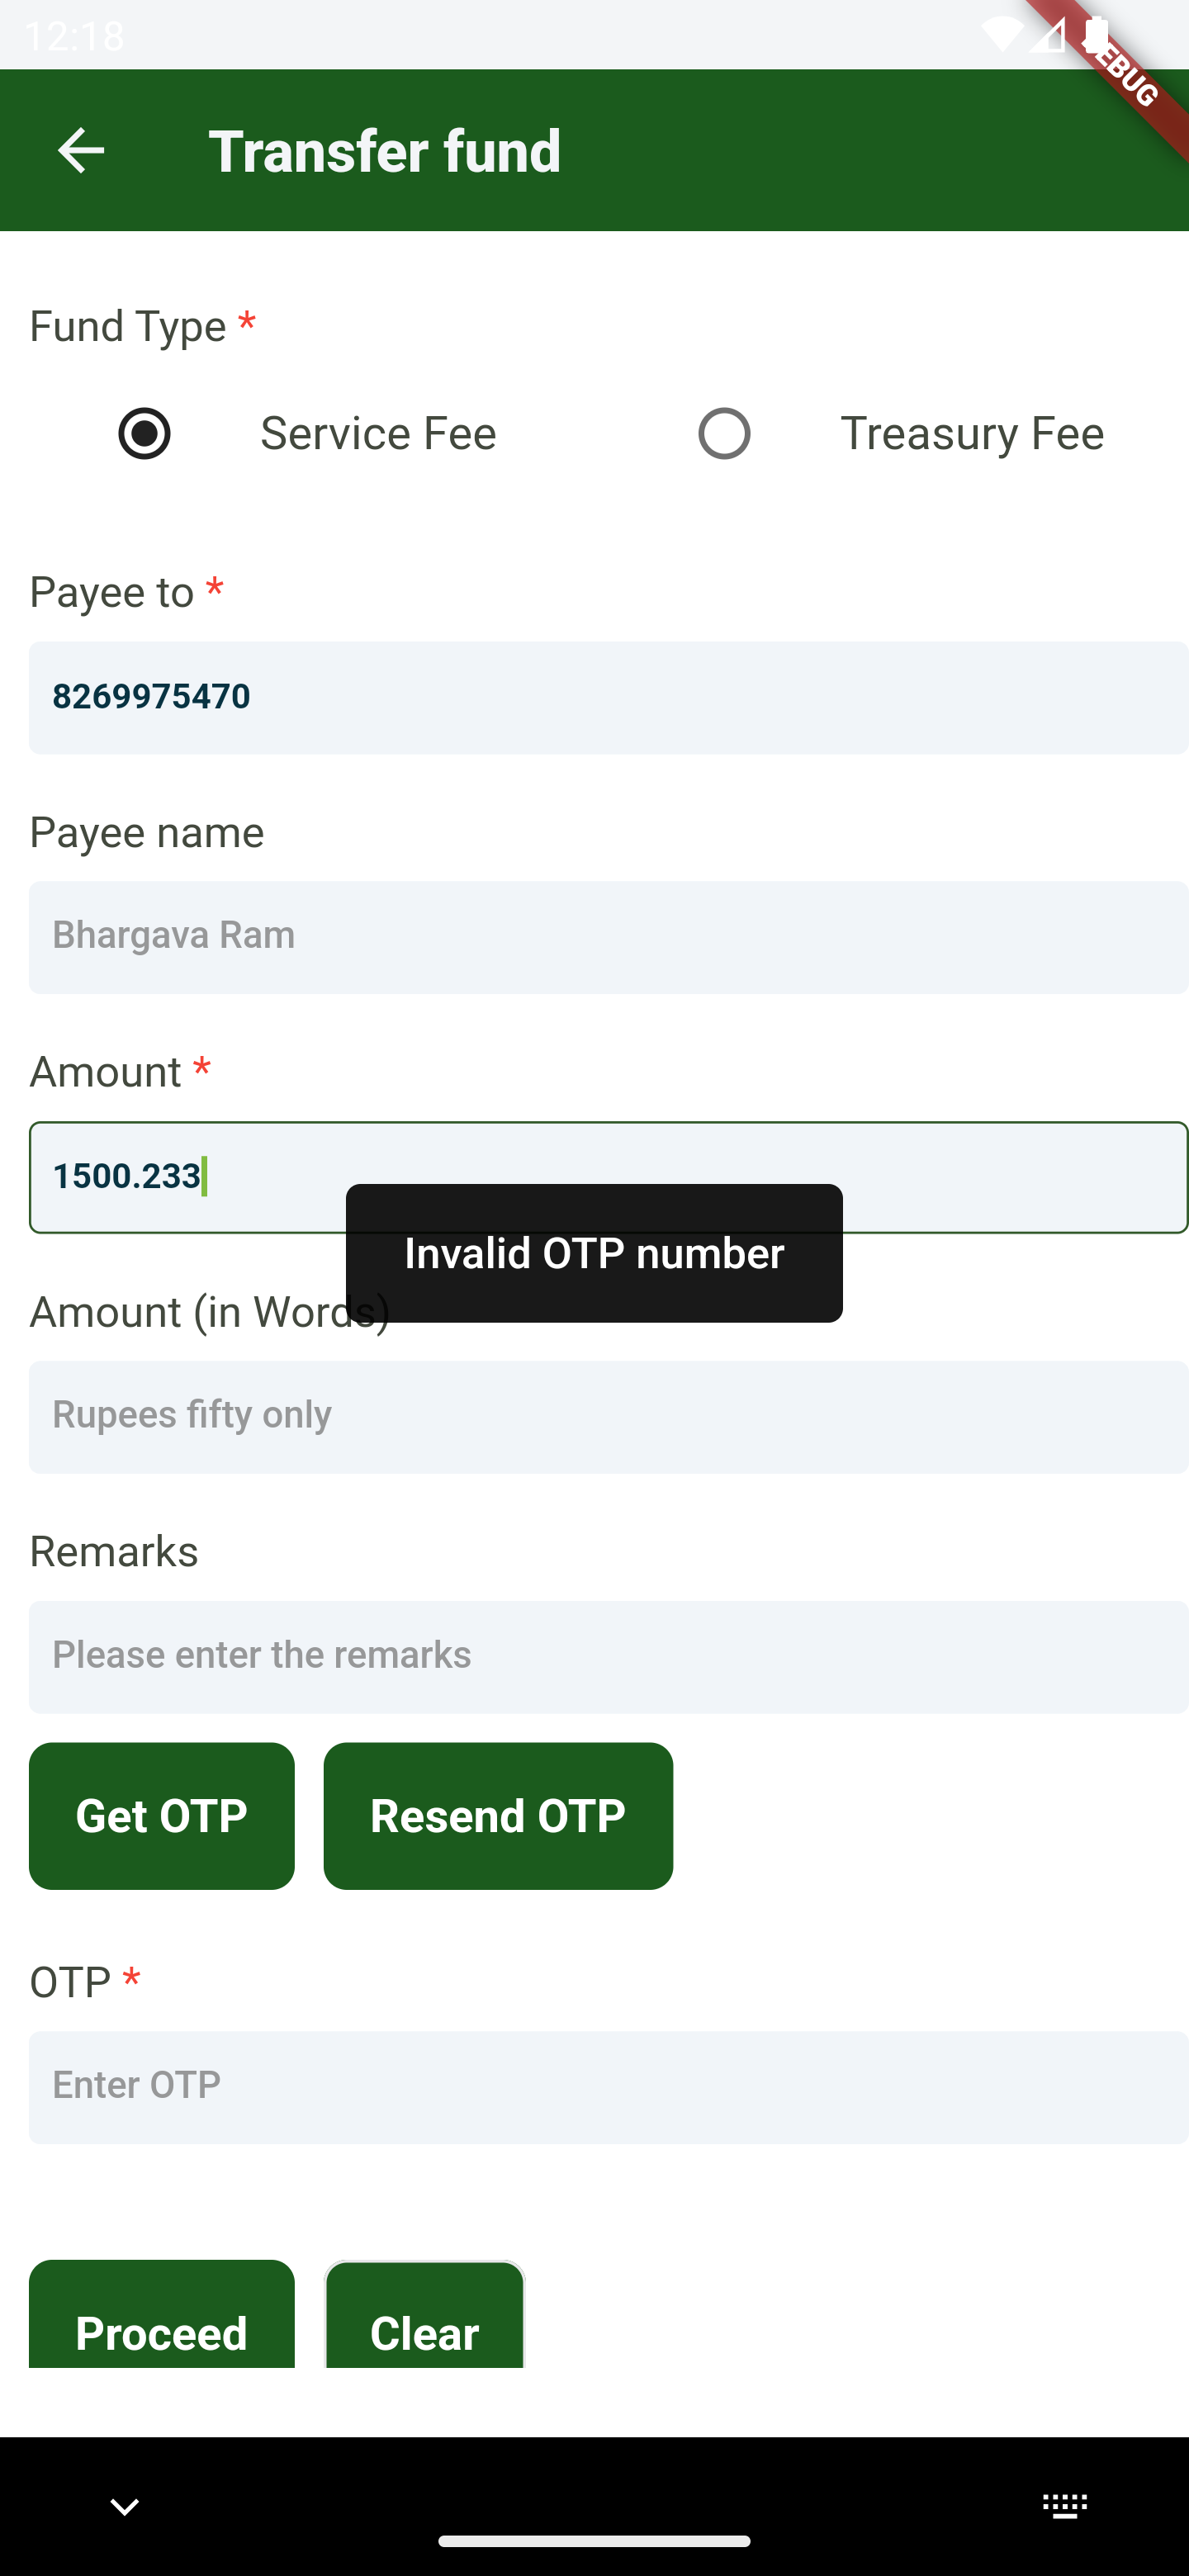 12:18
EBUG
Transfer fund
Fund Type *
Service Fee Treasury Fee
Payee to *
8269975470
Payee name
Bhargava Ram
Amount *
1500.233
Invalid OTP number
Amount (in Words)
Rupees fifty only
Remarks
Please enter the remarks
Get OTP Resend OTP
OTP *
Enter OTP
Proceed Clear